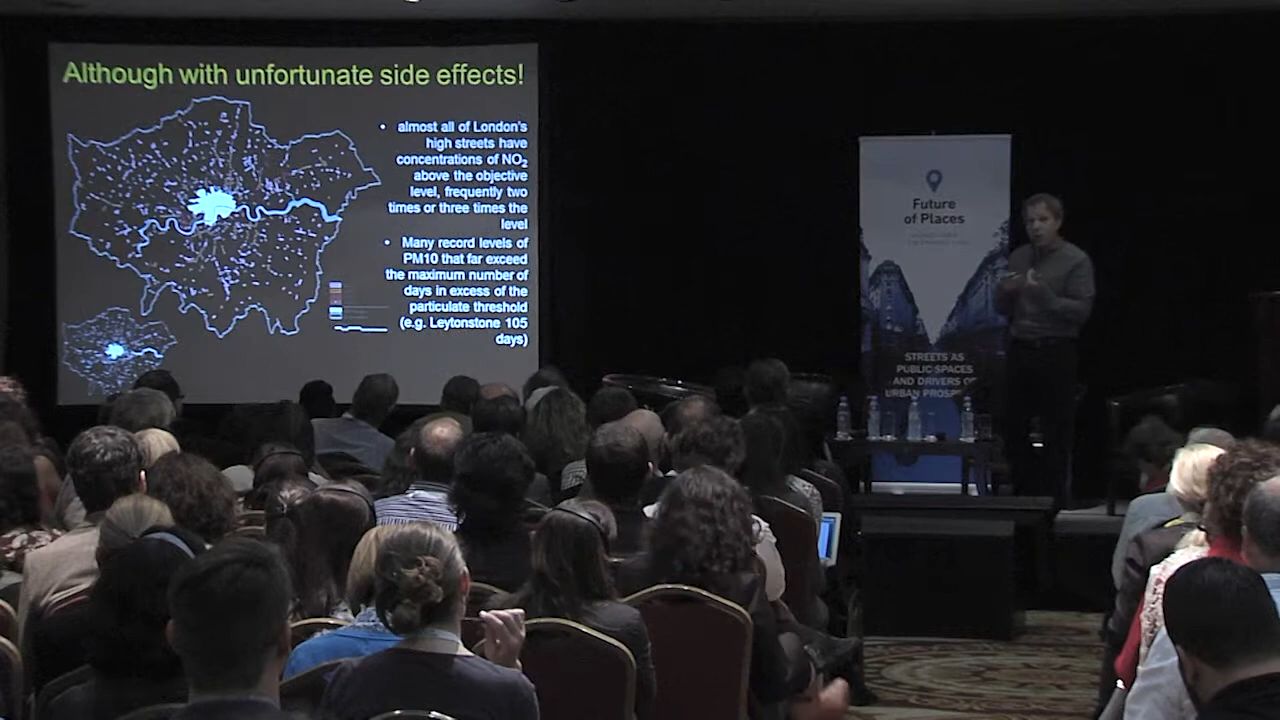 Although with unfortunate side effects!
• almost all of London's
high streets have
concentrations of NO₂
above the objective
level, frequently two
times or three times the
level
• Many record levels of
PM10 that far exceed
the maximum number of
days in excess of the
particulate threshold
(e.g. Leytonstone 105
days)
Future
of Places
STREETS AS
PUBLIC SPACES
AND DRIVERS OF
URBAN